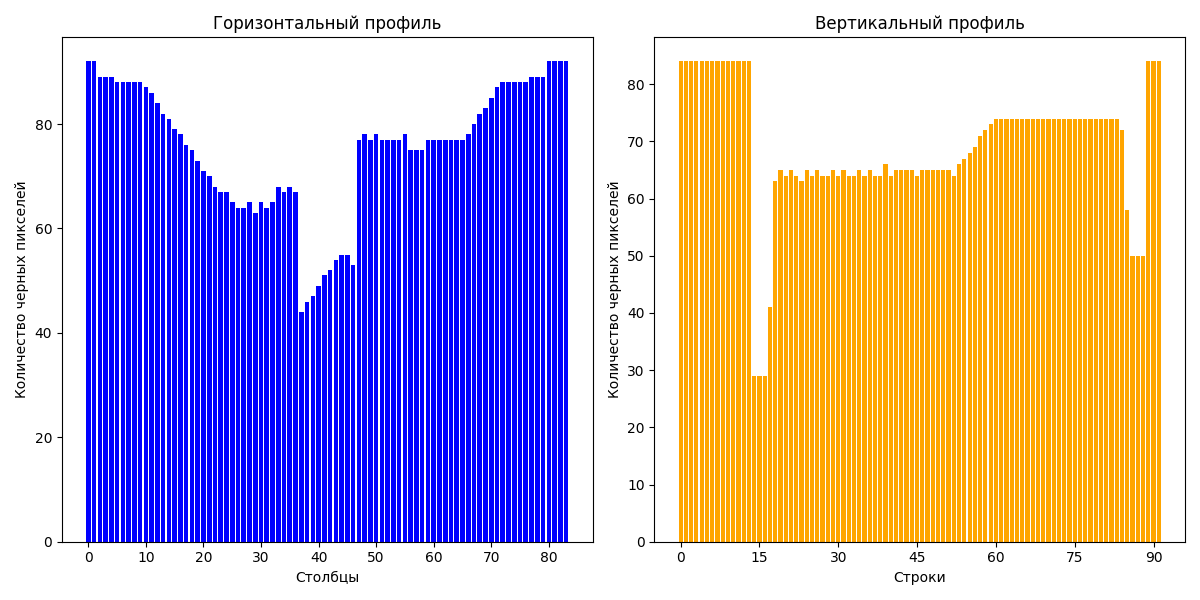 Горизонтальный профиль
Количество черных пикселей
80
60
40
20
0
0 10 20 30 40 50 60 70 80
Столбцы
Вертикальный профиль
Количество черных пикселей
80
70
60
50
40
30
20
10
0
0 15 30 45 60 75 90
Строки